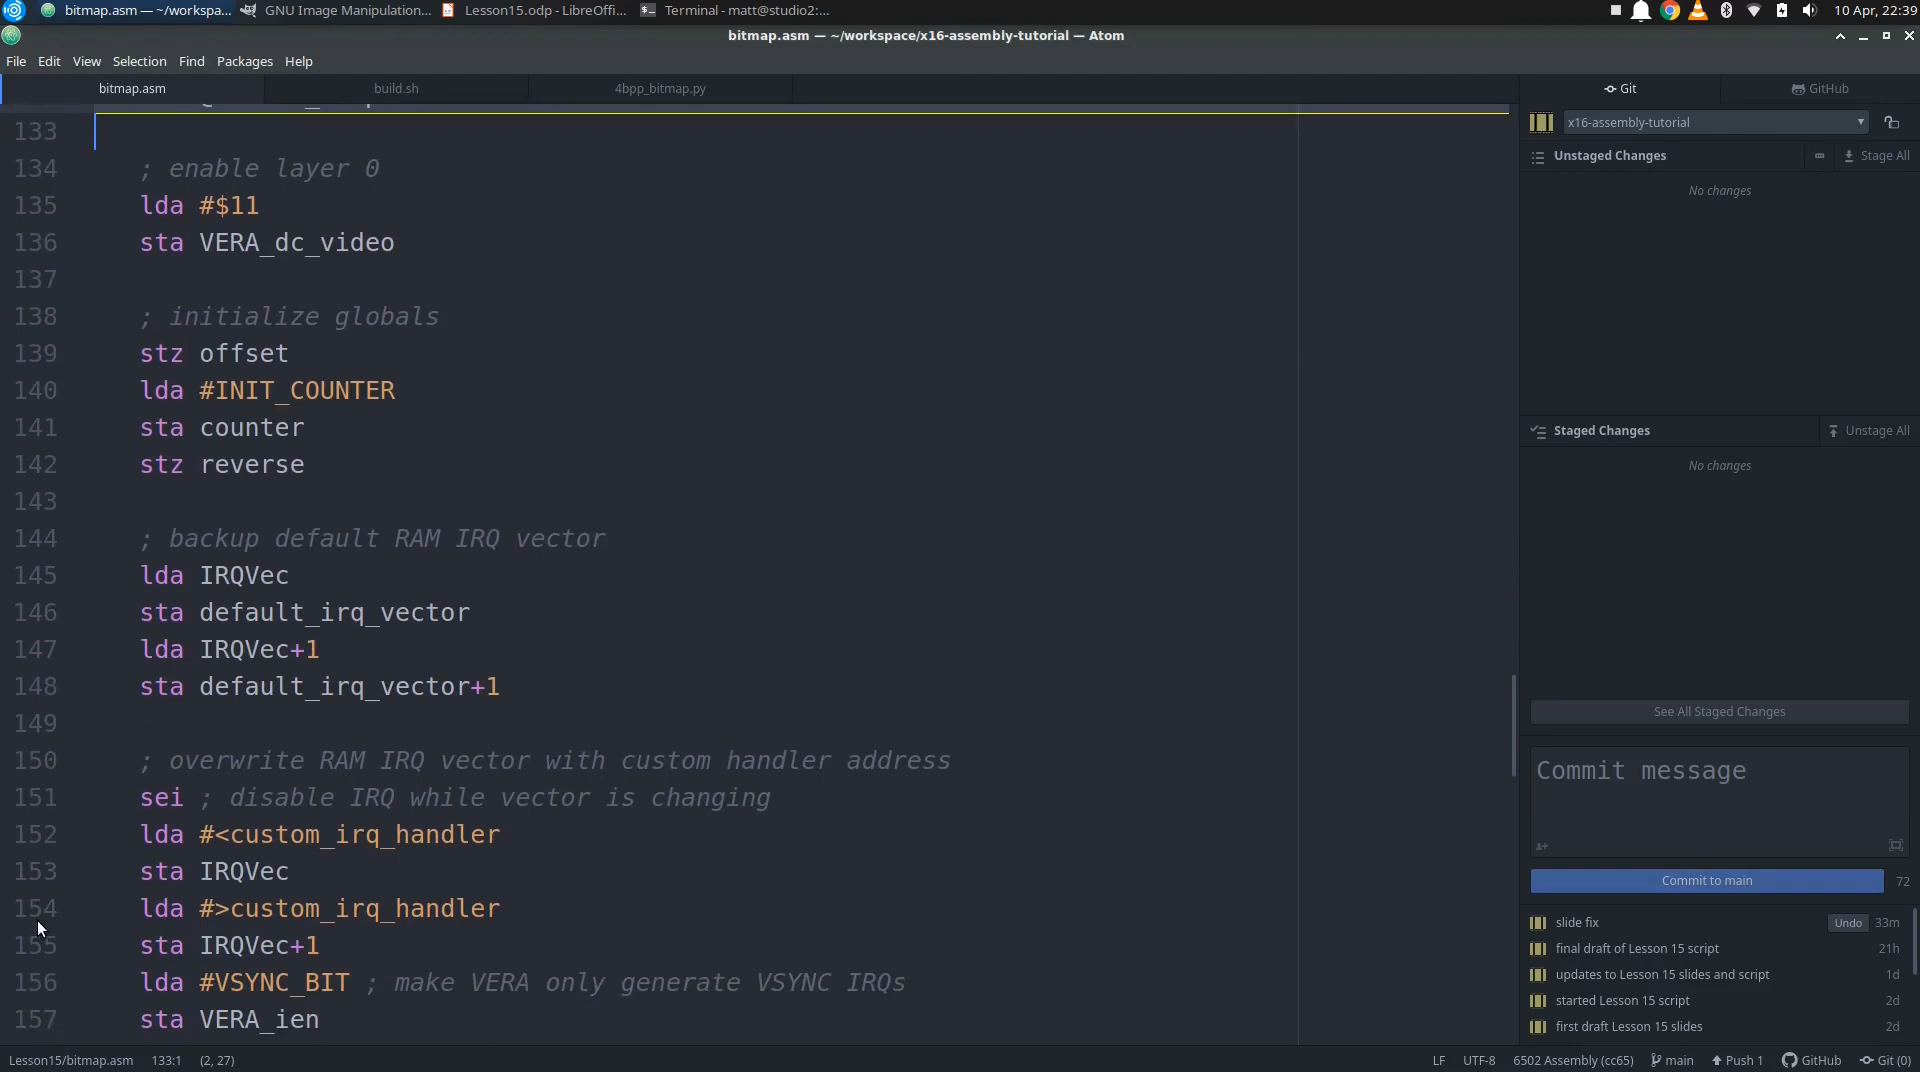 bitmap.asm — ~/workspa...
GNU Image Manipulation...
Lesson15.odp - LibreOffi...
Terminal - matt@studio2:...
10 Apr, 22:39
bitmap.asm — ~/workspace/x16-assembly-tutorial — Atom
File Edit View Selection Find Packages Help
bitmap.asm
build.sh
4bpp_bitmap.py
133
134 ; enable layer 0
135 lda #$11
136 sta VERA_dc_video
137
138 ; initialize globals
139 stz offset
140 lda #INIT_COUNTER
141 sta counter
142 stz reverse
143
144 ; backup default RAM IRQ vector
145 lda IRQVec
146 sta default_irq_vector
147 lda IRQVec+1
148 sta default_irq_vector+1
149
150 ; overwrite RAM IRQ vector with custom handler address
151 sei ; disable IRQ while vector is changing
152 lda #<custom_irq_handler
153 sta IRQVec
154 lda #>custom_irq_handler
155 sta IRQVec+1
156 lda #VSYNC_BIT ; make VERA only generate VSYNC IRQs
157 sta VERA_ien
Git
GitHub
x16-assembly-tutorial
Unstaged Changes
Stage All
No changes
Staged Changes
Unstage All
No changes
See All Staged Changes
Commit message
Commit to main
72
slide fix Undo 33m
final draft of Lesson 15 script 21h
updates to Lesson 15 slides and script 1d
started Lesson 15 script 2d
first draft Lesson 15 slides 2d
Lesson15/bitmap.asm 133:1 (2, 27)
LF UTF-8 6502 Assembly (cc65) main Push 1 GitHub Git (0)